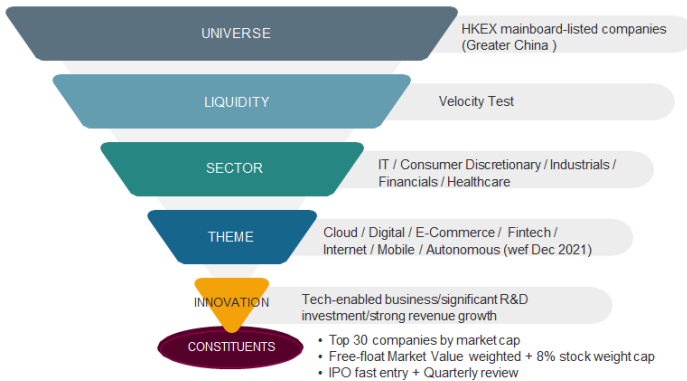 UNIVERSE
HKEX mainboard-listed companies
(Greater China )
LIQUIDITY
Velocity Test
SECTOR
IT / Consumer Discretionary / Industrials /
Financials / Healthcare
THEME
Cloud / Digital / E-Commerce / Fintech /
Internet / Mobile / Autonomous (wef Dec 2021)
INNOVATION
Tech-enabled business/significant R&D
investment/strong revenue growth
CONSTITUENTS
• Top 30 companies by market cap
• Free-float Market Value weighted + 8% stock weight cap
• IPO fast entry + Quarterly review